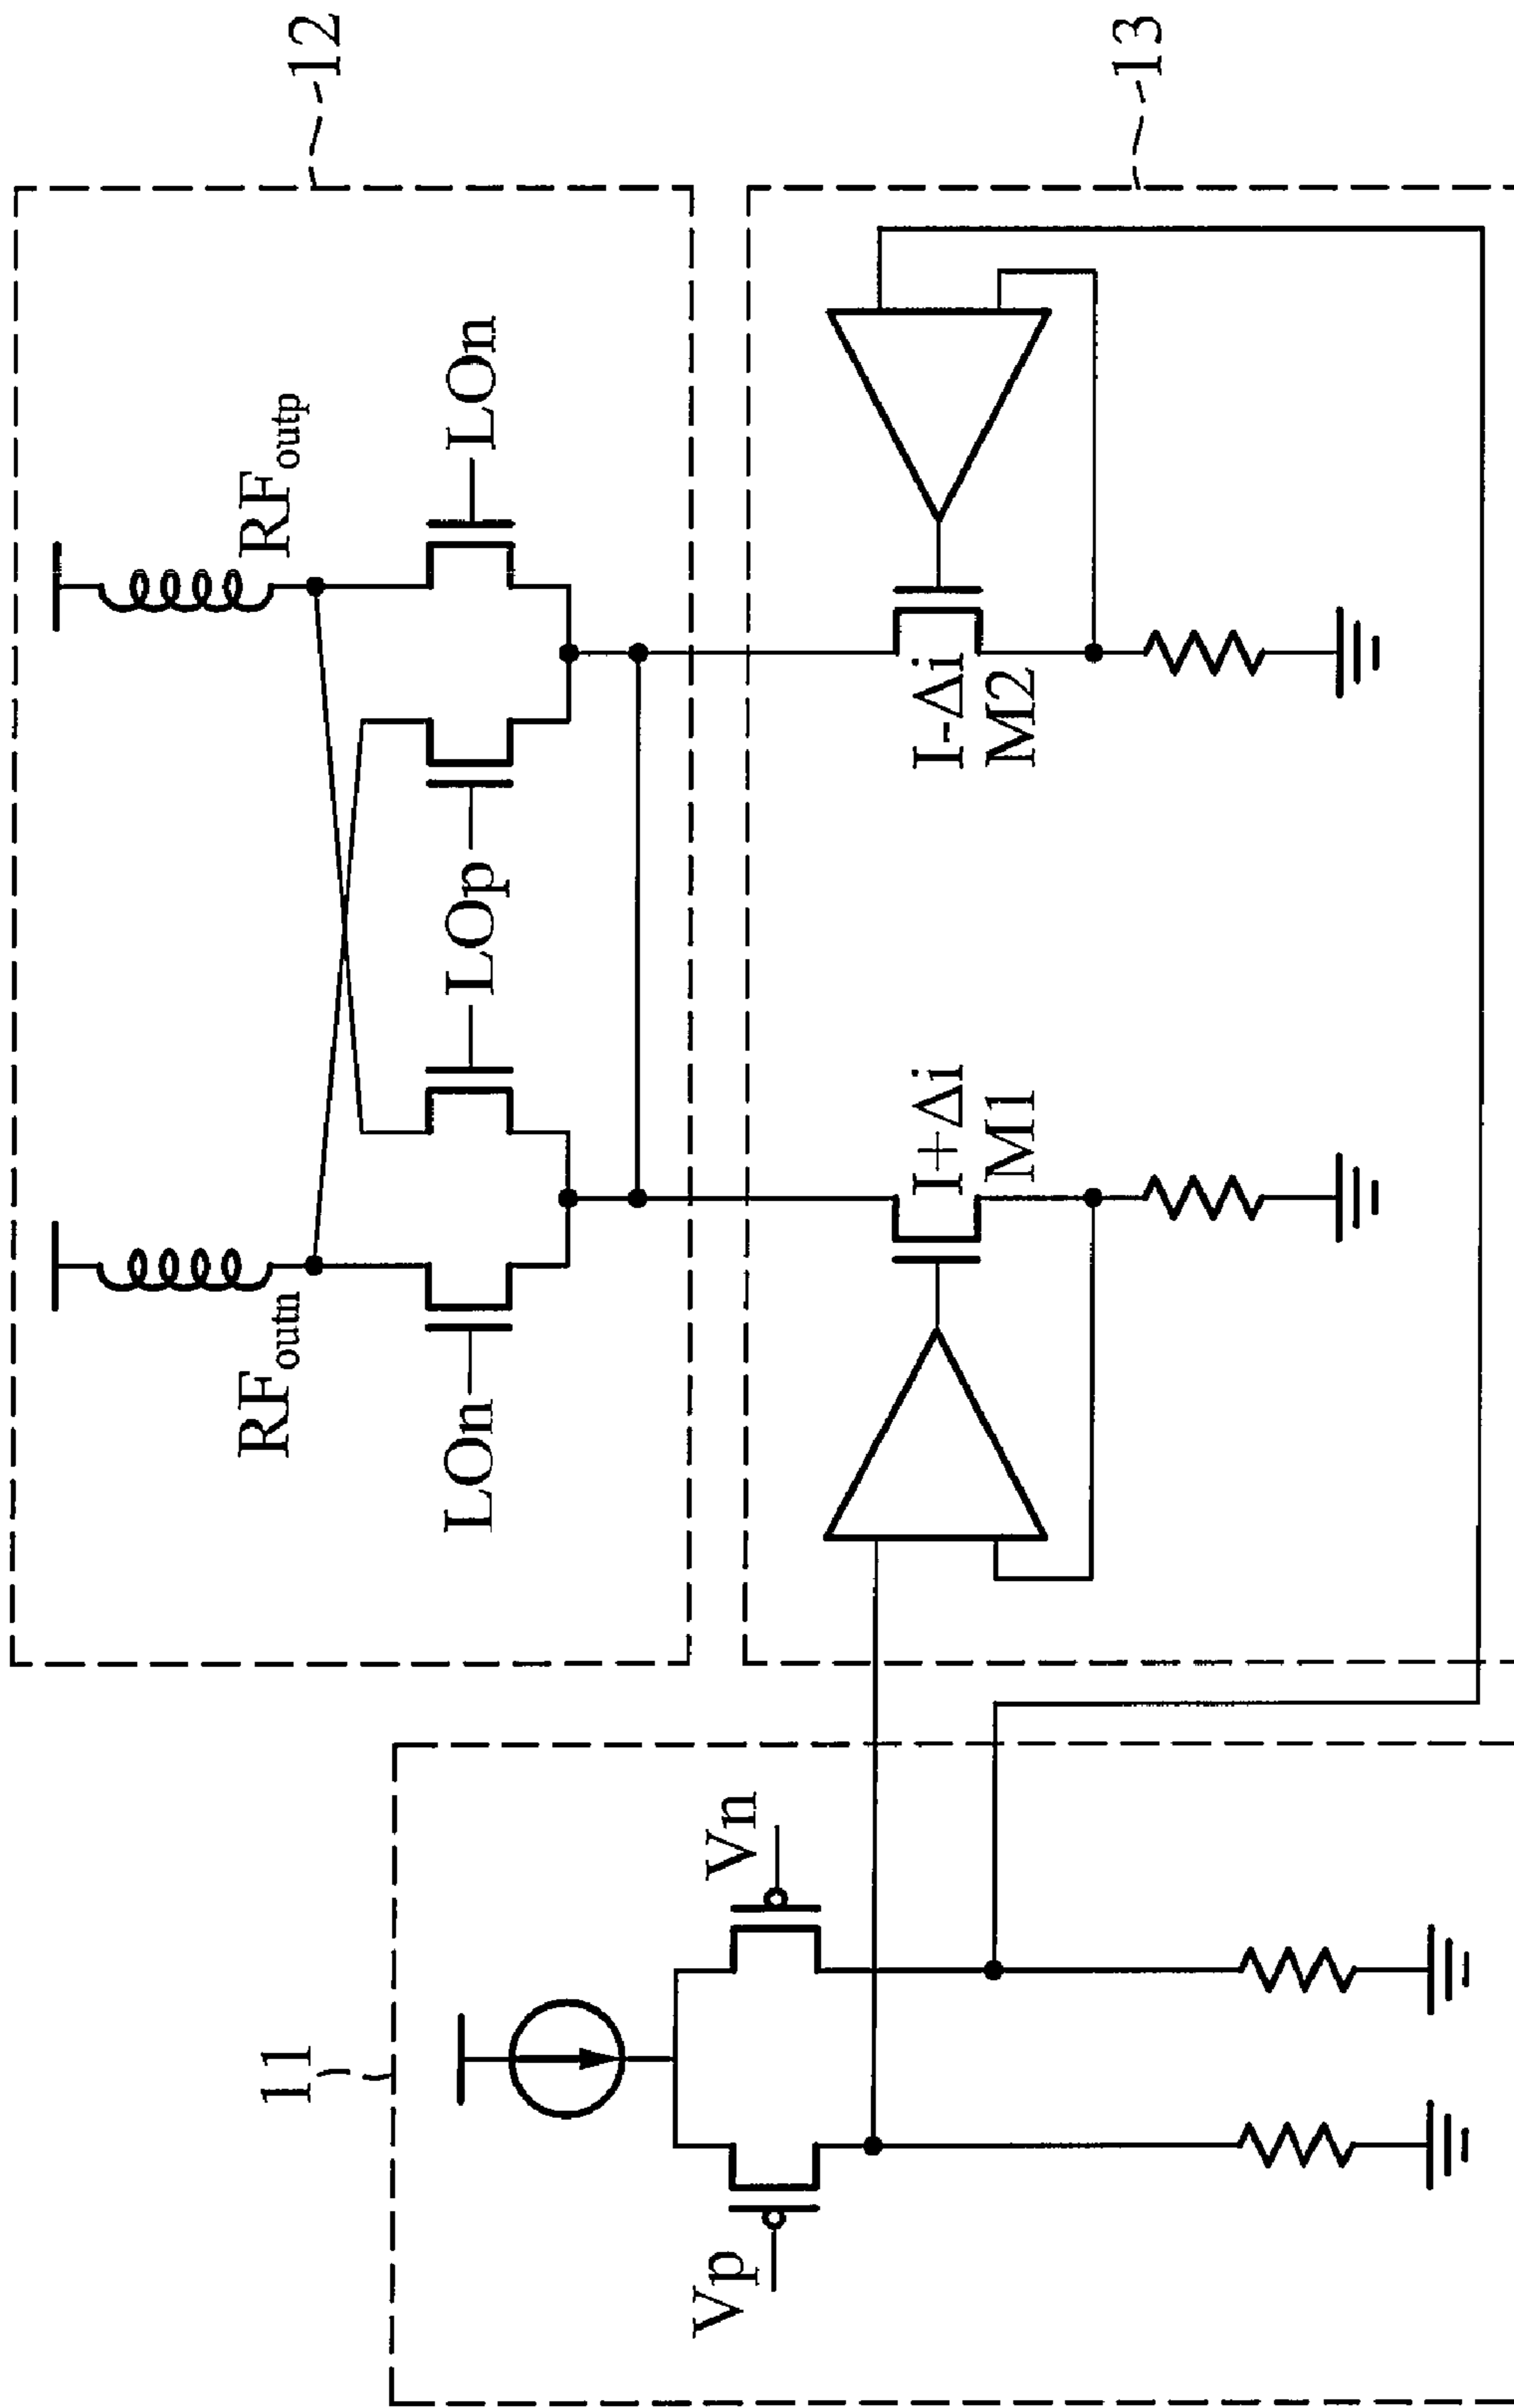 12
13
RFoutn
RFoutp
LOn
LOp
LOn
I+Δi
M1
I-Δi
M2
11
Vp
Vn